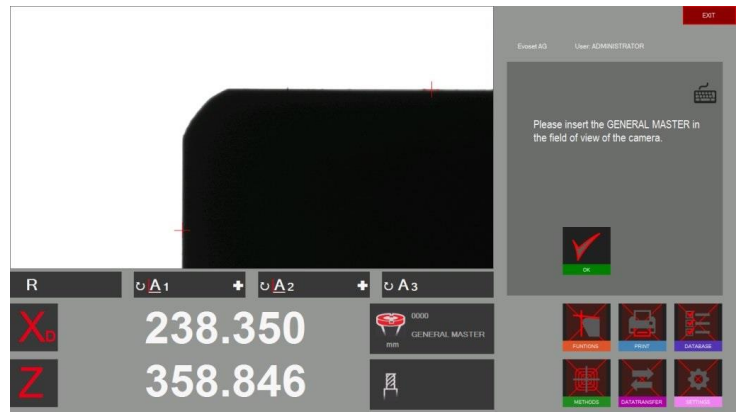 EXIT
Evoset AG User: ADMINISTRATOR
Please insert the GENERAL MASTER in
the field of view of the camera.
OK
R A1 A2 A3
XD 238.350 0000
GENERAL MASTER
mm
Z 358.846
FUNTIONS PRINT DATABASE
METHODS DATATRANSFER SETTINGS